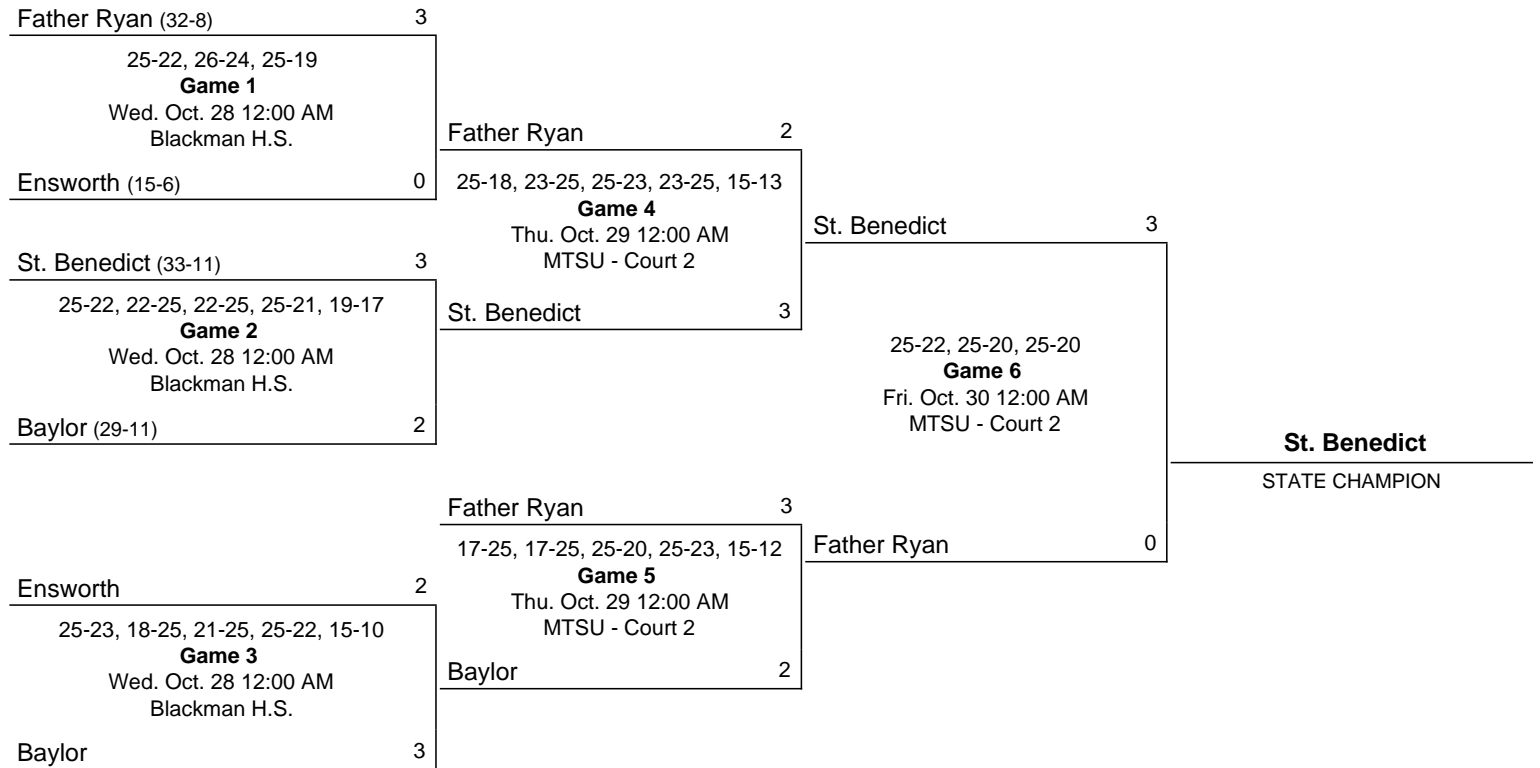 Father Ryan (32-8) 3
25-22, 26-24, 25-19
Game 1
Wed. Oct. 28 12:00 AM
Blackman H.S.
Ensworth (15-6) 0
St. Benedict (33-11) 3
25-22, 22-25, 22-25, 25-21, 19-17
Game 2
Wed. Oct. 28 12:00 AM
Blackman H.S.
Baylor (29-11) 2
Ensworth 2
25-23, 18-25, 21-25, 25-22, 15-10
Game 3
Wed. Oct. 28 12:00 AM
Blackman H.S.
Baylor 3
Father Ryan 2
25-18, 23-25, 25-23, 23-25, 15-13
Game 4
Thu. Oct. 29 12:00 AM
MTSU - Court 2
St. Benedict 3
Father Ryan 3
17-25, 17-25, 25-20, 25-23, 15-12
Game 5
Thu. Oct. 29 12:00 AM
MTSU - Court 2
Baylor 2
St. Benedict 3
25-22, 25-20, 25-20
Game 6
Fri. Oct. 30 12:00 AM
MTSU - Court 2
Father Ryan 0
St. Benedict
STATE CHAMPION